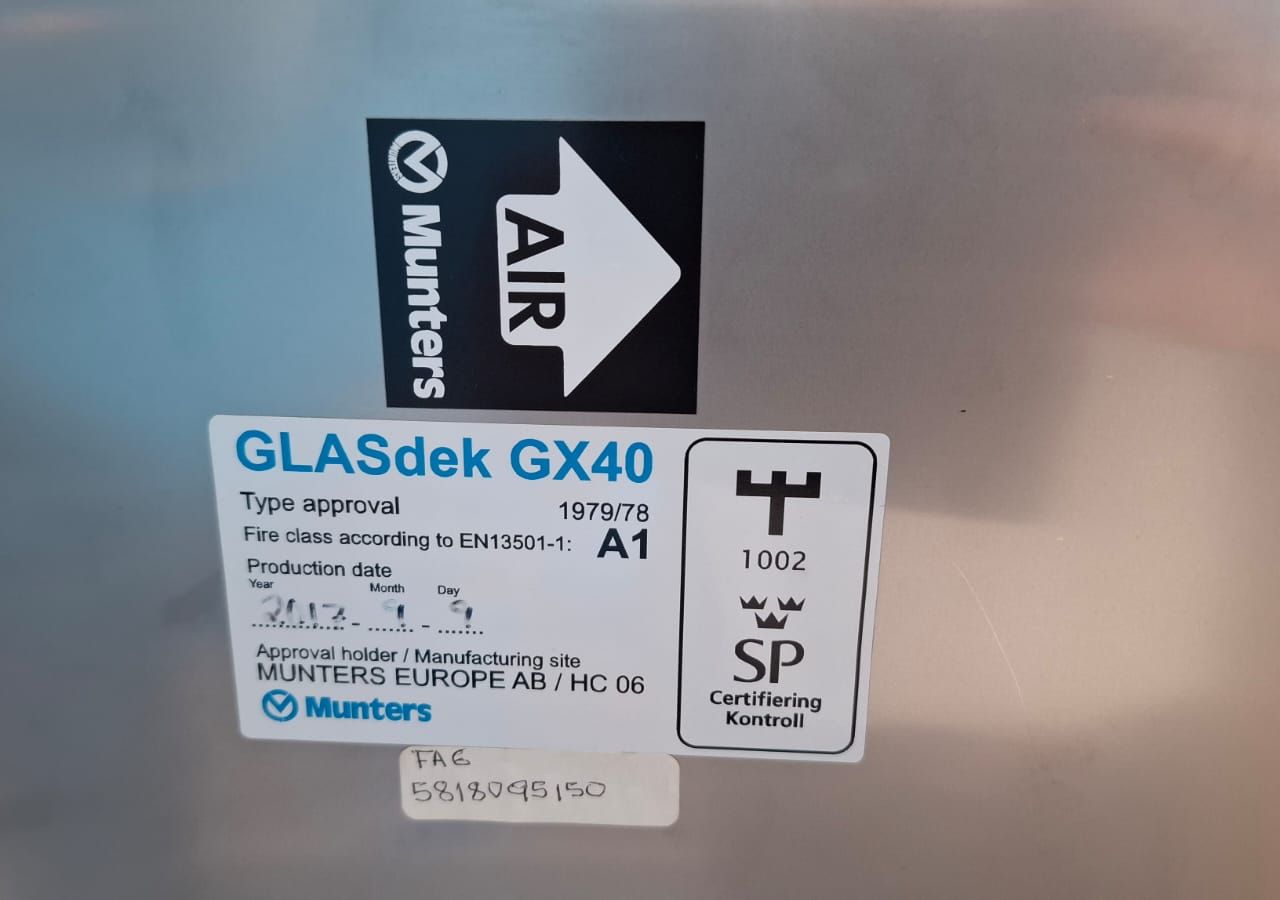 Munters
AIR
GLASdek GX40
Type approval 1979/78
Fire class according to EN13501-1: A1
Production date
Year Month Day
MUNTERS EUROPE AB / HC 06
Approval holder / Manufacturing site
Munters
1002
SP
Certifiering
Kontroll
FA6
5818095150